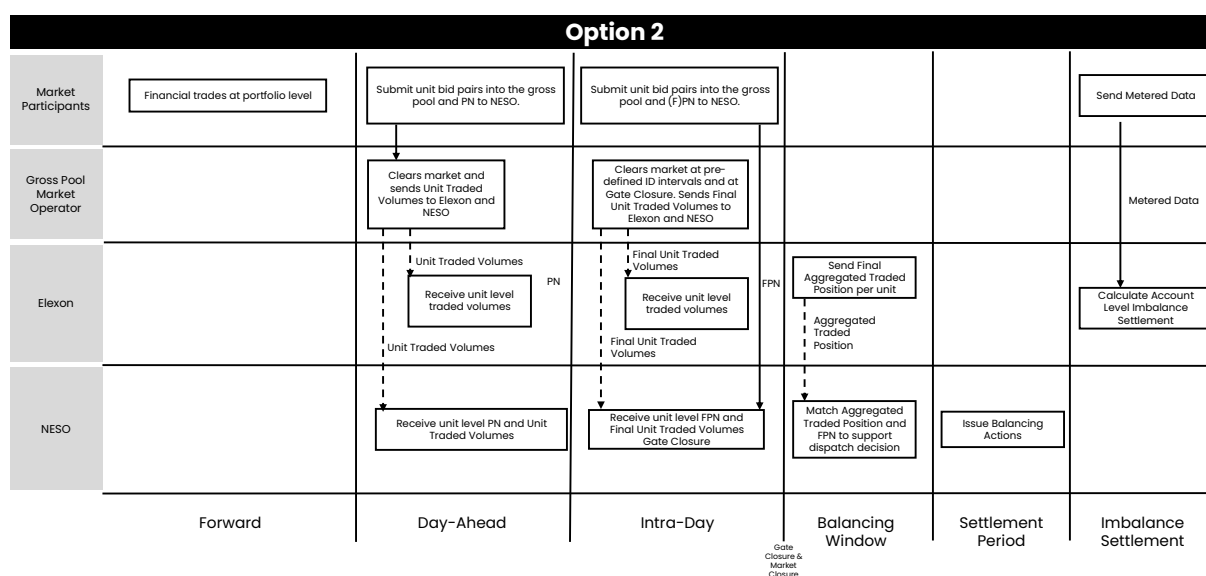 Option 2
Market
Participants
Financial trades at portfolio level
Submit unit bid pairs into the gross
pool and PN to NESO.
Submit unit bid pairs into the gross
pool and (F)PN to NESO.
Send Metered Data
Gross Pool
Market
Operator
Clears market and
sends Unit Traded
Volumes to Elexon and
NESO
Clears market at pre-
defined ID intervals and at
Gate Closure. Sends Final
Unit Traded Volumes to
Elexon and NESO
Metered Data
Elexon
Unit Traded Volumes
Receive unit level
traded volumes
PN
Unit Traded Volumes
Final Unit Traded
Volumes
Receive unit level
traded volumes
FPN
Final Unit Traded
Volumes
Send Final
Aggregated Traded
Position per unit
Aggregated
Traded
Position
Calculate Account
Level Imbalance
Settlement
NESO
Receive unit level PN and Unit
Traded Volumes
Receive unit level FPN and
Final Unit Traded Volumes
Gate Closure
Match Aggregated
Traded Position and
FPN to support
dispatch decision
Issue Balancing
Actions
Forward
Day-Ahead
Intra-Day
Balancing
Window
Settlement
Period
Imbalance
Settlement
Gate
Closure &
Market
Closure